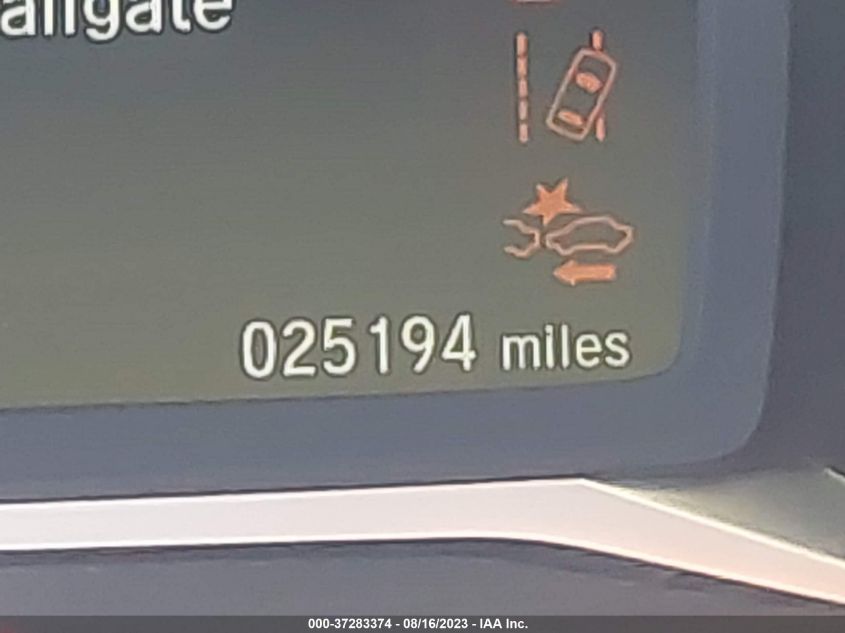 025194 miles
000-37283374 - 08/16/2023 - IAA Inc.